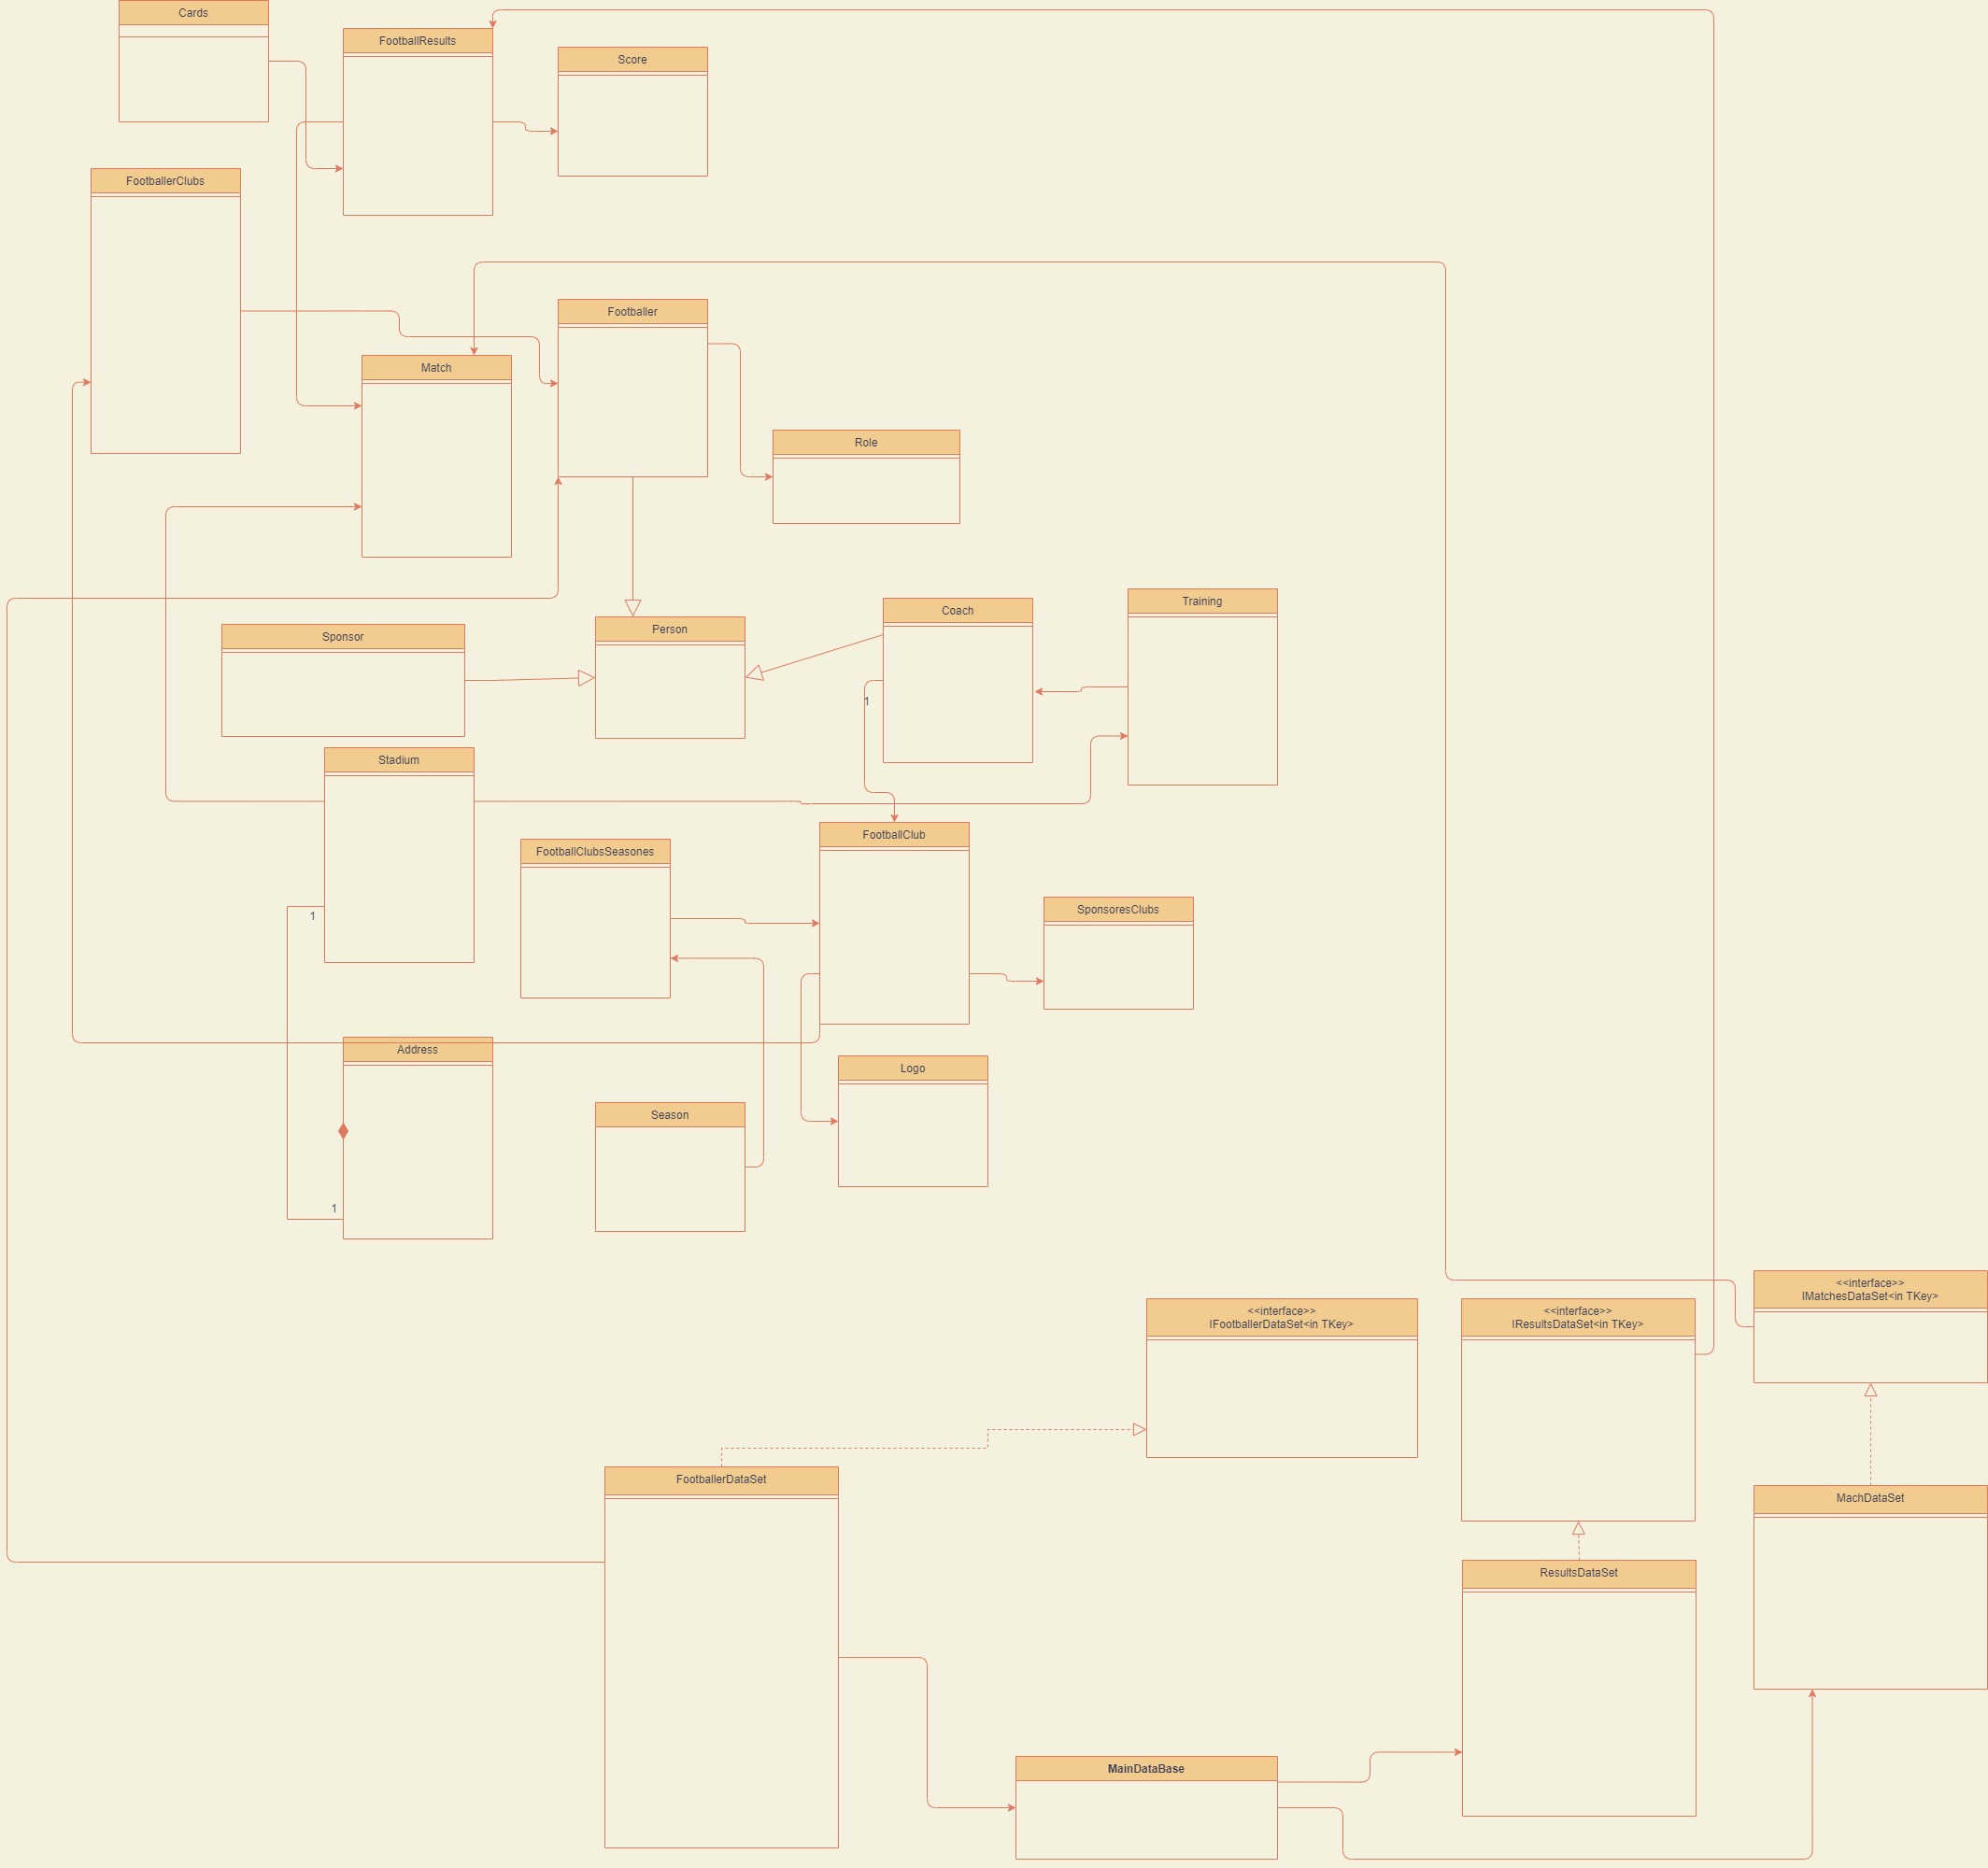 Cards
FootballResults
Score
FootballerClubs
Footballer
Match
Role
Coach
Training
Person
Sponsor
1
Stadium
FootballClub
FootballClubsSeasones
SponsoresClubs
1
Address
Logo
Season
1
<<interface>>
IMatchesDataSet<in TKey>
<<interface>>
IFootballerDataSet<in TKey>
<<interface>>
IResultsDataSet<in TKey>
FootballerDataSet
MachDataSet
ResultsDataSet
MainDataBase